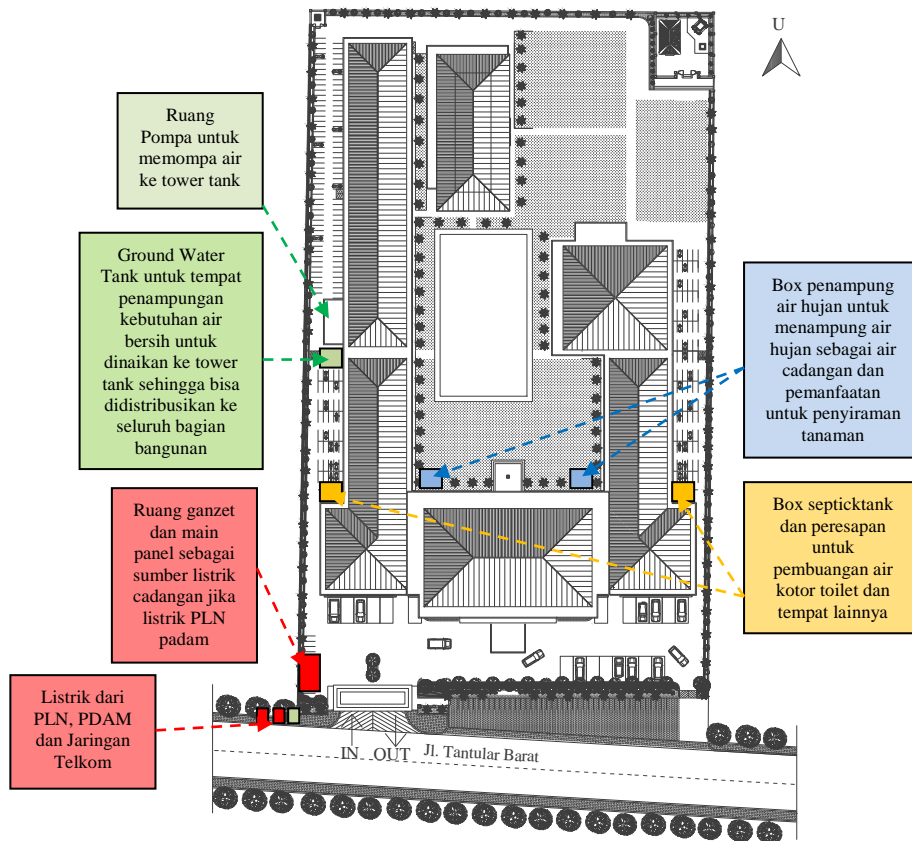 U
Ruang
Pompa untuk
memompa air
ke tower tank
Ground Water
Tank untuk tempat
penampungan
kebutuhan air
bersih untuk
dinaikan ke tower
tank sehingga bisa
didistribusikan ke
seluruh bagian
bangunan
Box penampung
air hujan untuk
menampung air
hujan sebagai air
cadangan dan
pemanfaatan
untuk penyiraman
tanaman
Ruang ganzet
dan main
panel sebagai
sumber listrik
cadangan jika
listrik PLN
padam
Box septicktank
dan peresapan
untuk
pembuangan air
kotor toilet dan
tempat lainnya
Listrik dari
PLN, PDAM
dan Jaringan
Telkom
IN OUT Jl. Tantular Barat